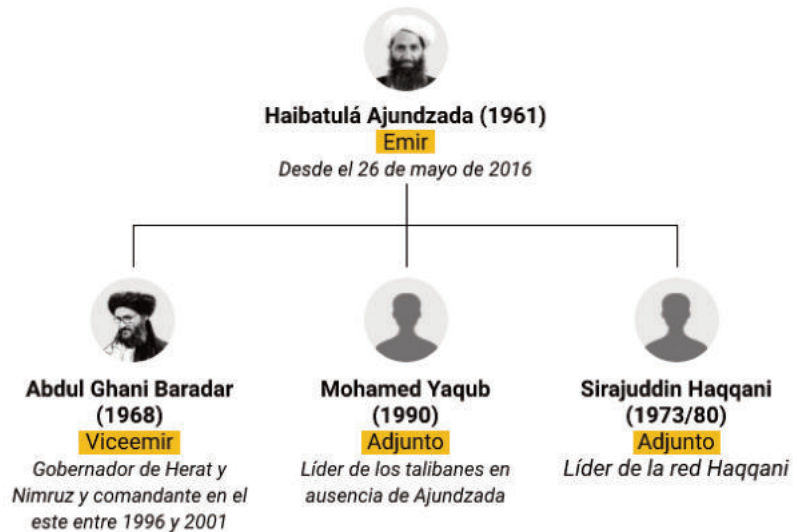 Haibatulá Ajundzada (1961)
Emir
Desde el 26 de mayo de 2016
Abdul Ghani Baradar
(1968)
Viceemir
Gobernador de Herat y
Nimruz y comandante en el
este entre 1996 y 2001
Mohamed Yaqub
(1990)
Adjunto
Líder de los talibanes en
ausencia de Ajundzada
Sirajuddin Haqqani
(1973/80)
Adjunto
Líder de la red Haqqani